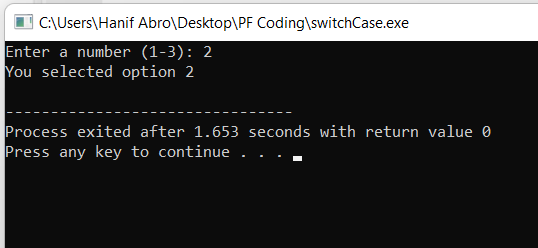 C:\Users\Hanif Abro\Desktop\PF Coding\switchCase.exe
Enter a number (1-3): 2
You selected option 2
--------------------------------
Process exited after 1.653 seconds with return value 0
Press any key to continue . . .